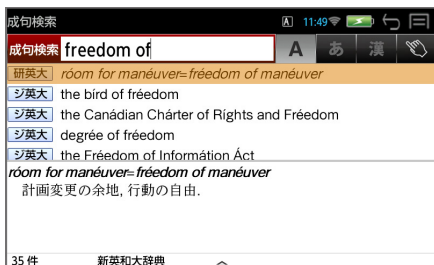 成句検索 A 11:49
成句検索 freedom of A あ 漢
研英大 róom for manéuver=fréedom of manéuver
ジ英大 the bírd of fréedom
ジ英大 the Canádian Chárter of Ríghts and Fréedom
ジ英大 degrée of fréedom
ジ英大 the Fréedom of Informátion Áct
róom for manéuver=fréedom of manéuver
計画変更の余地, 行動の自由.
35 件 新英和大辞典